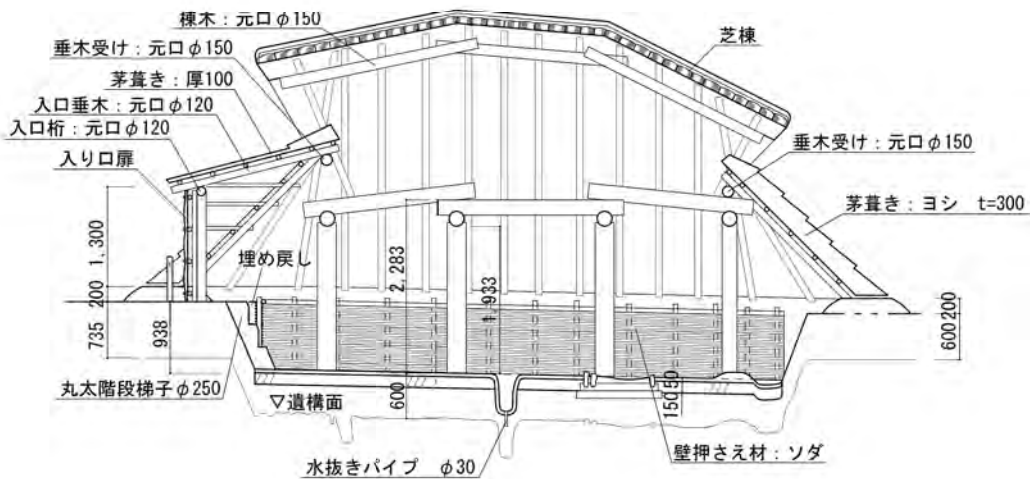 棟木：元口φ150
垂木受け：元口φ150
茅葺き：厚100
入口垂木：元口φ120
入口桁：元口φ120
入り口扉
芝棟
垂木受け：元口φ150
茅葺き：ヨシ t=300
埋め戻し
1,300
200
735
938
2,283
1,933
600
150
50
200
600
丸太階段梯子φ250
▽遺構面
水抜きパイプ φ30
壁押さえ材：ソダ